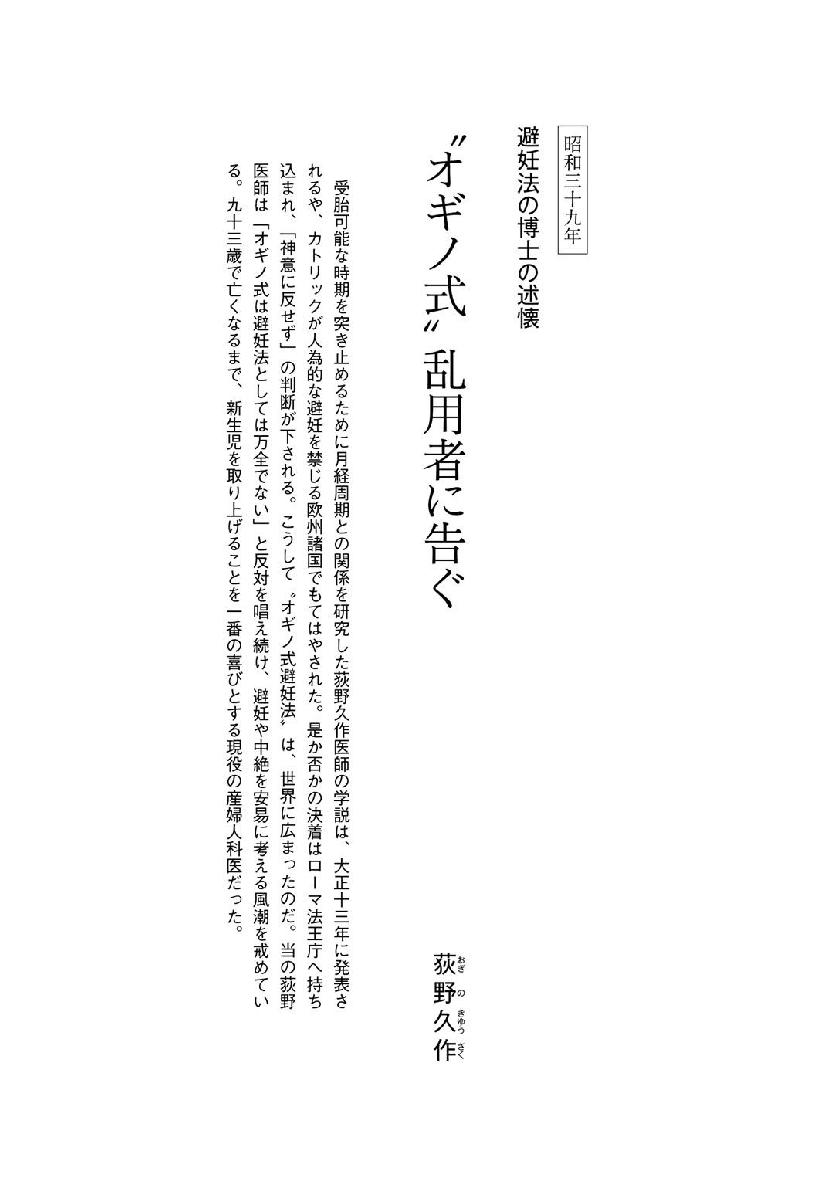 昭和三十九年
避妊法の博士の述懐
〝オギノ式〟乱用者に告ぐ
荻野久作
おぎのきゆうさく
受胎可能な時期を突き止めるために月経周期との関係を研究した荻野久作医師の学説は、大正十三年に発表さ
れるや、カトリックが人為的な避妊を禁じる欧州諸国でもてはやされた。是か否かの決着はローマ法王庁へ持ち
込まれ、「神意に反せず」の判断が下される。こうして〝オギノ式避妊法〟は、世界に広まったのだ。当の荻野
医師は「オギノ式は避妊法としては万全でない」と反対を唱え続け、避妊や中絶を安易に考える風潮を戒めてい
る。九十三歳で亡くなるまで、新生児を取り上げることを一番の喜びとする現役の産婦人科医だった。